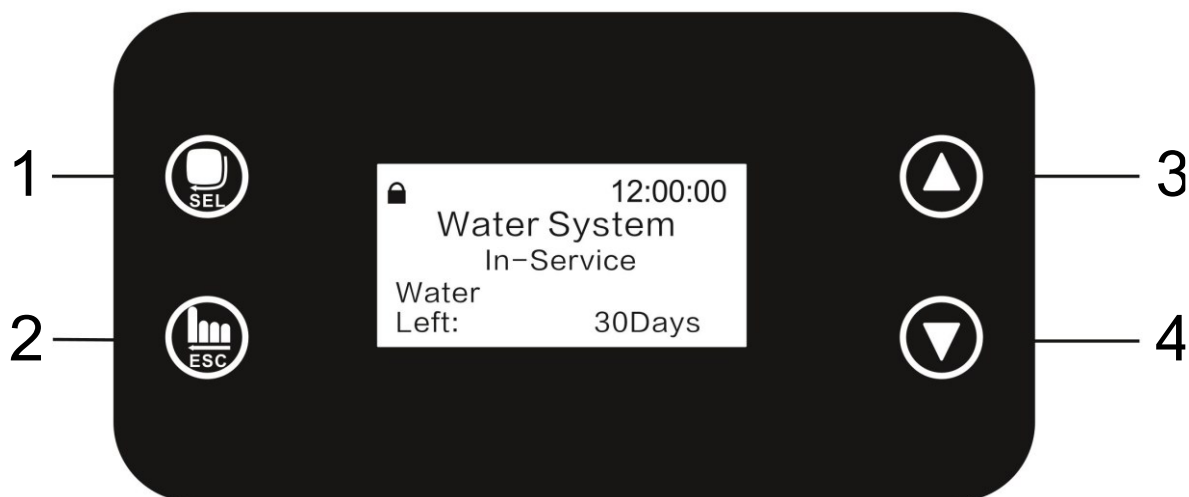 1
SEL
2
ESC
12:00:00
Water System
In-Service
Water
Left: 30Days
3
4